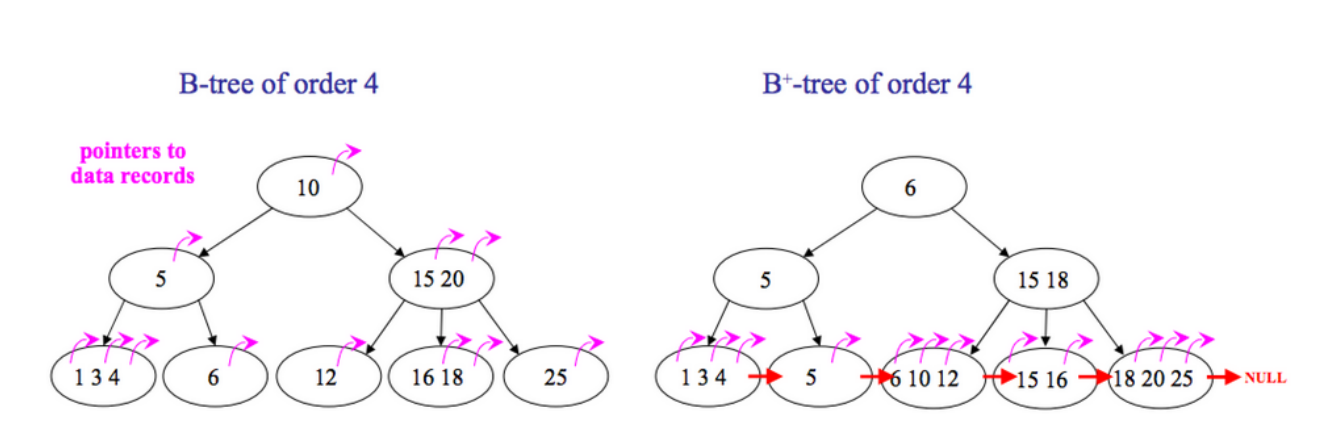 B-tree of order 4
B+-tree of order 4
pointers to
data records
10
5
15 20
1 3 4
6
12
16 18
25
6
5
15 18
1 3 4
5
6 10 12
15 16
18 20 25
NULL